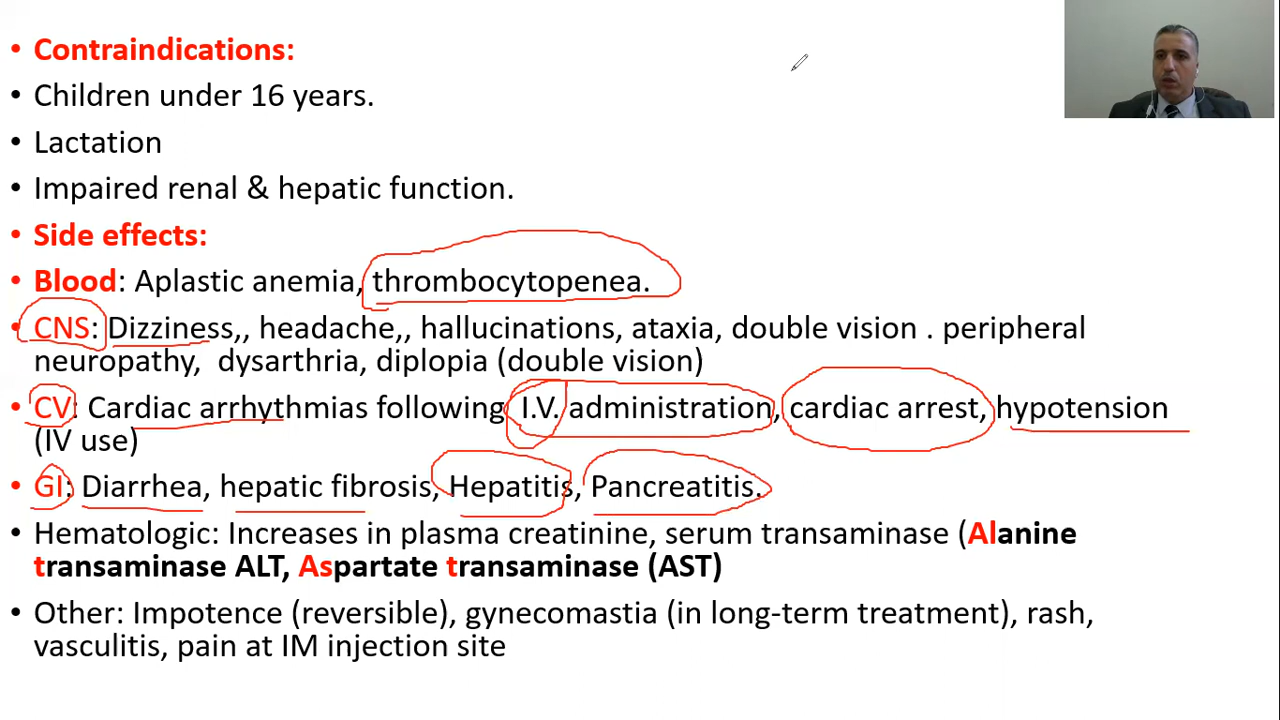 • Contraindications:
• Children under 16 years.
• Lactation
• Impaired renal & hepatic function.
• Side effects:
• Blood: Aplastic anemia, thrombocytopenea.
• CNS: Dizziness,, headache,, hallucinations, ataxia, double vision . peripheral
neuropathy, dysarthria, diplopia (double vision)
• CV: Cardiac arrhythmias following I.V. administration, cardiac arrest, hypotension
(IV use)
• GI: Diarrhea, hepatic fibrosis, Hepatitis, Pancreatitis.
• Hematologic: Increases in plasma creatinine, serum transaminase (Alanine
transaminase ALT, Aspartate transaminase (AST)
• Other: Impotence (reversible), gynecomastia (in long-term treatment), rash,
vasculitis, pain at IM injection site